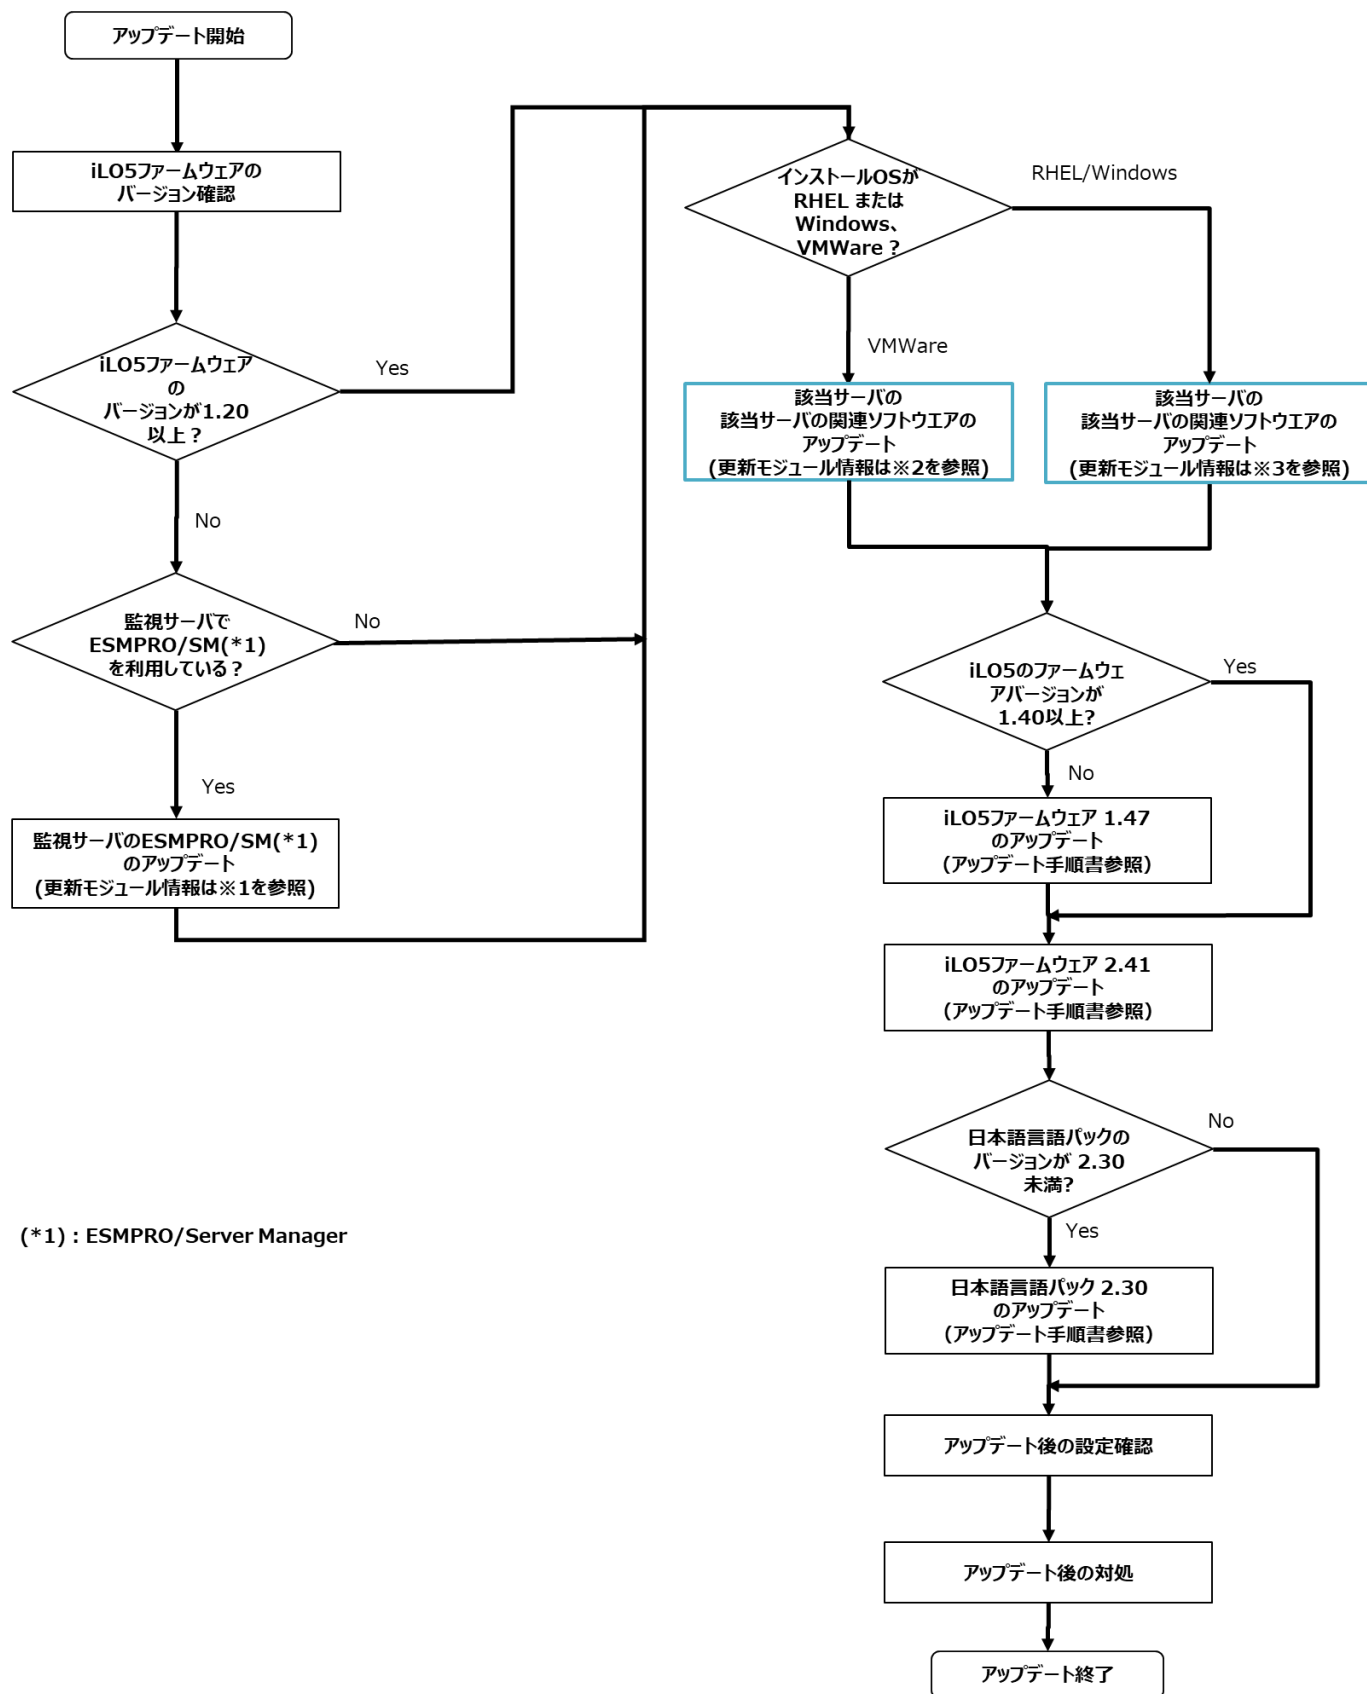 アップデート開始
iLO5ファームウェアの
バージョン確認
iLO5ファームウェア
の
バージョンが1.20
以上？
Yes
No
監視サーバで
ESMPRO/SM(*1)
を利用している？
No
Yes
監視サーバのESMPRO/SM(*1)
のアップデート
(更新モジュール情報は※1を参照)
(*1) : ESMPRO/Server Manager
インストールOSが
RHEL または
Windows、
VMWare？
RHEL/Windows
VMWare
該当サーバの
該当サーバの関連ソフトウエアの
アップデート
(更新モジュール情報は※2を参照)
該当サーバの
該当サーバの関連ソフトウエアの
アップデート
(更新モジュール情報は※3を参照)
iLO5のファームウェ
アバージョンが
1.40以上?
Yes
No
iLO5ファームウェア 1.47
のアップデート
(アップデート手順書参照)
iLO5ファームウェア 2.41
のアップデート
(アップデート手順書参照)
日本語言語パックの
バージョンが 2.30
未満?
No
Yes
日本語言語パック 2.30
のアップデート
(アップデート手順書参照)
アップデート後の設定確認
アップデート後の対処
アップデート終了